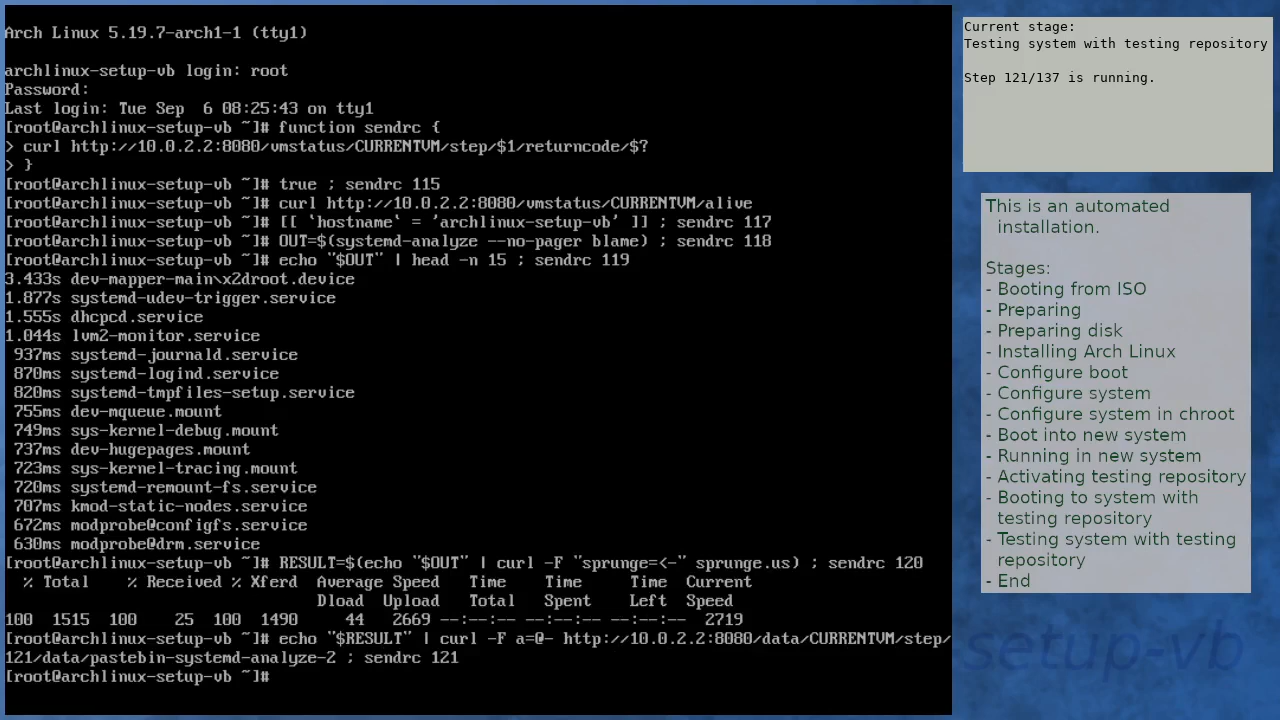 Arch Linux 5.19.7-arch1-1 (tty1)
archlinux-setup-vb login: root
Password:
Last login: Tue Sep  6 08:25:43 on tty1
[root@archlinux-setup-vb ~]# function sendrc {
> curl http://10.0.2.2:8080/vmstatus/CURRENTVM/step/$1/returncode/$?
> }
[root@archlinux-setup-vb ~]# true ; sendrc 115
[root@archlinux-setup-vb ~]# curl http://10.0.2.2:8080/vmstatus/CURRENTVM/alive
[root@archlinux-setup-vb ~]# [[ `hostname` = 'archlinux-setup-vb' ]] ; sendrc 117
[root@archlinux-setup-vb ~]# OUT=$(systemd-analyze --no-pager blame) ; sendrc 118
[root@archlinux-setup-vb ~]# echo "$OUT" | head -n 15 ; sendrc 119
3.433s dev-mapper-main\x2droot.device
1.877s systemd-udev-trigger.service
1.555s dhcpcd.service
1.044s lvm2-monitor.service
 937ms systemd-journald.service
 870ms systemd-logind.service
 820ms systemd-tmpfiles-setup.service
 755ms dev-mqueue.mount
 749ms sys-kernel-debug.mount
 737ms dev-hugepages.mount
 723ms sys-kernel-tracing.mount
 720ms systemd-remount-fs.service
 707ms kmod-static-nodes.service
 672ms modprobe@configfs.service
 630ms modprobe@drm.service
[root@archlinux-setup-vb ~]# RESULT=$(echo "$OUT" | curl -F "sprunge=<-" sprunge.us) ; sendrc 120
  % Total    % Received % Xferd  Average Speed   Time    Time     Time  Current
                                 Dload  Upload   Total   Spent    Left  Speed
100  1515  100    25  100  1490     44   2669 --:--:-- --:--:-- --:--:--  2719
[root@archlinux-setup-vb ~]# echo "$RESULT" | curl -F a=@- http://10.0.2.2:8080/data/CURRENTVM/step/
121/data/pastebin-systemd-analyze-2 ; sendrc 121
[root@archlinux-setup-vb ~]#
Current stage:
Testing system with testing repository
Step 121/137 is running.
This is an automated
installation.
Stages:
- Booting from ISO
- Preparing
- Preparing disk
- Installing Arch Linux
- Configure boot
- Configure system
- Configure system in chroot
- Boot into new system
- Running in new system
- Activating testing repository
- Booting to system with
testing repository
- Testing system with testing
repository
- End
setup-vb